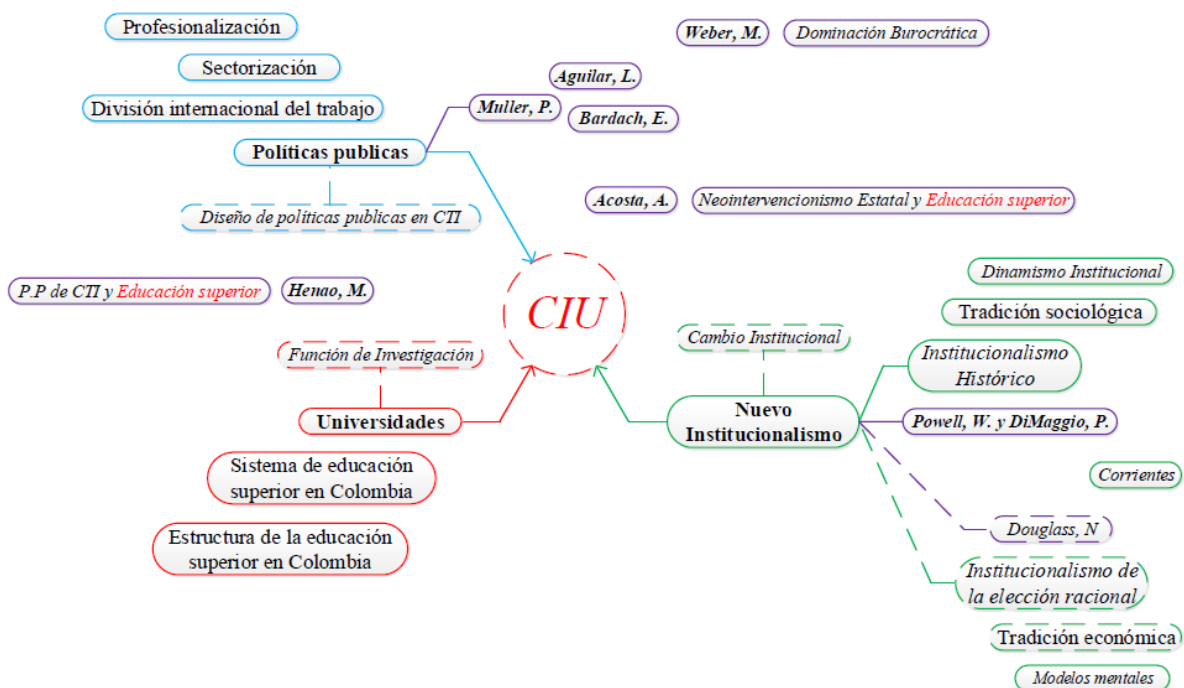 Profesionalización
Weber, M.
Dominación Burocrática
Sectorización
Aguilar, L.
División internacional del trabajo
Muller, P.
Bardach, E.
Políticas publicas
Diseño de políticas publicas en CTI
Acosta, A.
Neointervencionismo Estatal y Educación superior
P.P de CTI y Educación superior
Henao, M.
CIU
Dinamismo Institucional
Tradición sociológica
Cambio Institucional
Institucionalismo
Histórico
Función de Investigación
Universidades
Nuevo
Institucionalismo
Powell, W. y DiMaggio, P.
Sistema de educación
superior en Colombia
Corrientes
Estructura de la educación
superior en Colombia
Douglass, N
Institucionalismo de
la elección racional
Tradición económica
Modelos mentales